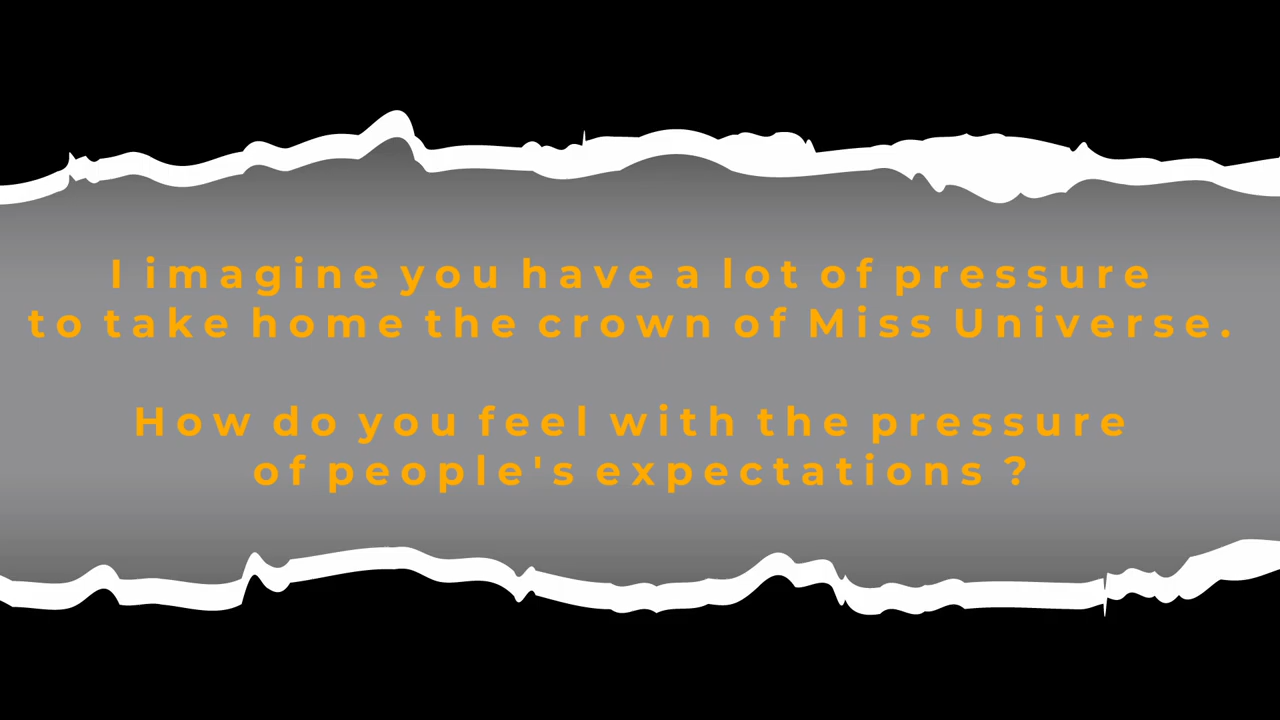 I imagine you have a lot of pressure
to take home the crown of Miss Universe.
How do you feel with the pressure
of people's expectations ?